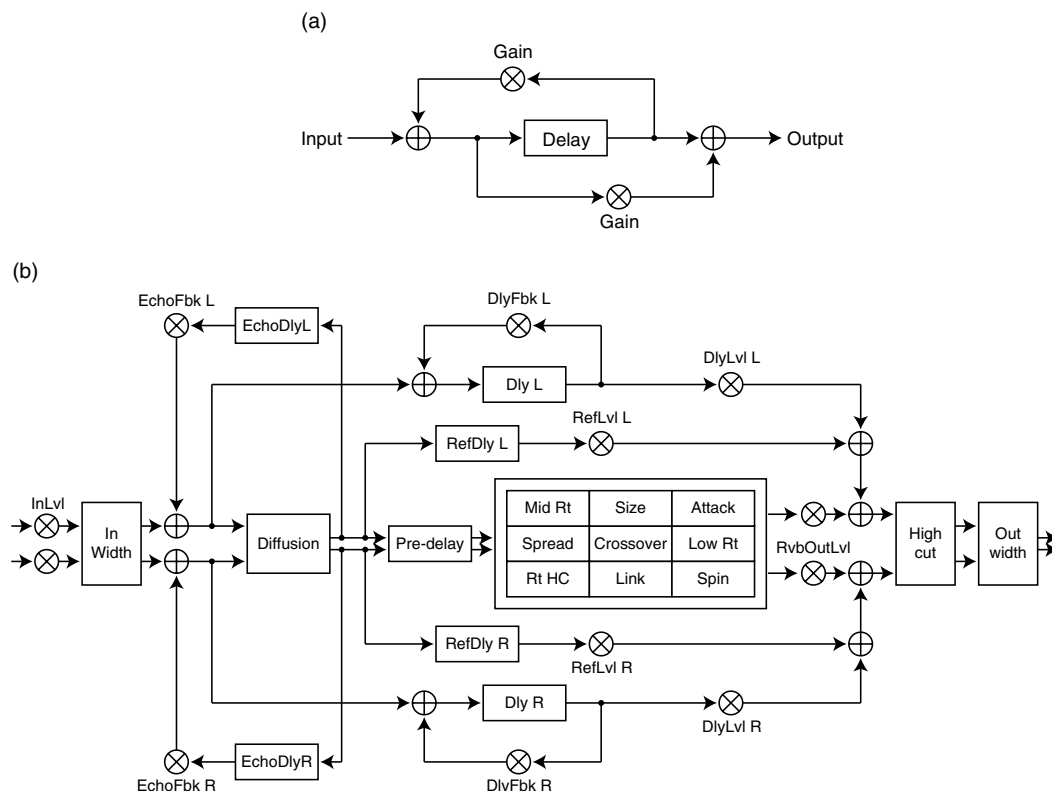 (a)
Gain
Input
Delay
Output
Gain
(b)
EchoFbk L
EchoDlyL
DlyFbk L
Dly L
DlyLvl L
RefDly L
RefLvl L
InLvl
In
Width
Diffusion
Pre-delay
Mid Rt
Size
Attack
Spread
Crossover
Low Rt
Rt HC
Link
Spin
RvbOutLvl
High
cut
Out
width
RefDly R
RefLvl R
Dly R
DlyLvl R
EchoDlyR
EchoFbk R
DlyFbk R